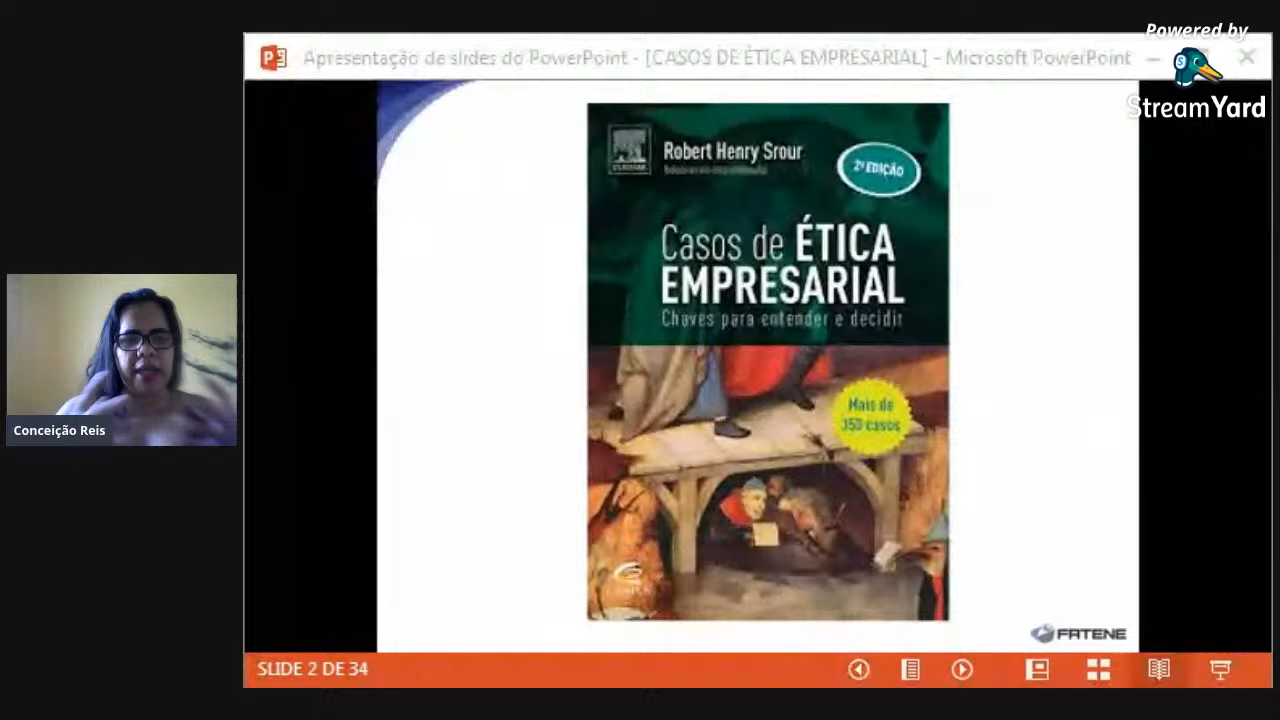 Powered by
StreamYard
Apresentação de slides do PowerPoint - [CASOS DE ÉTICA EMPRESARIAL] - Microsoft PowerPoint
Robert Henry Srour
2ª EDIÇÃO
Casos de ÉTICA
EMPRESARIAL
Chaves para entender e decidir
Mais de
153 casos
Conceição Reis
FATENE
SLIDE 2 DE 34